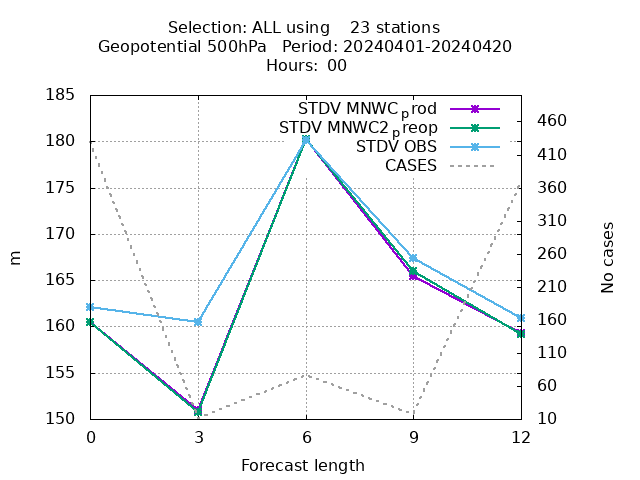 Selection: ALL using 23 stations
Geopotential 500hPa Period: 20240401-20240420
Hours: 00
STDV MNWC_prod
STDV MNWC2_preop
STDV OBS
CASES
185
180
175
170
165
160
155
150
m
460
410
360
310
260
210
160
110
60
10
No cases
0 3 6 9 12
Forecast length